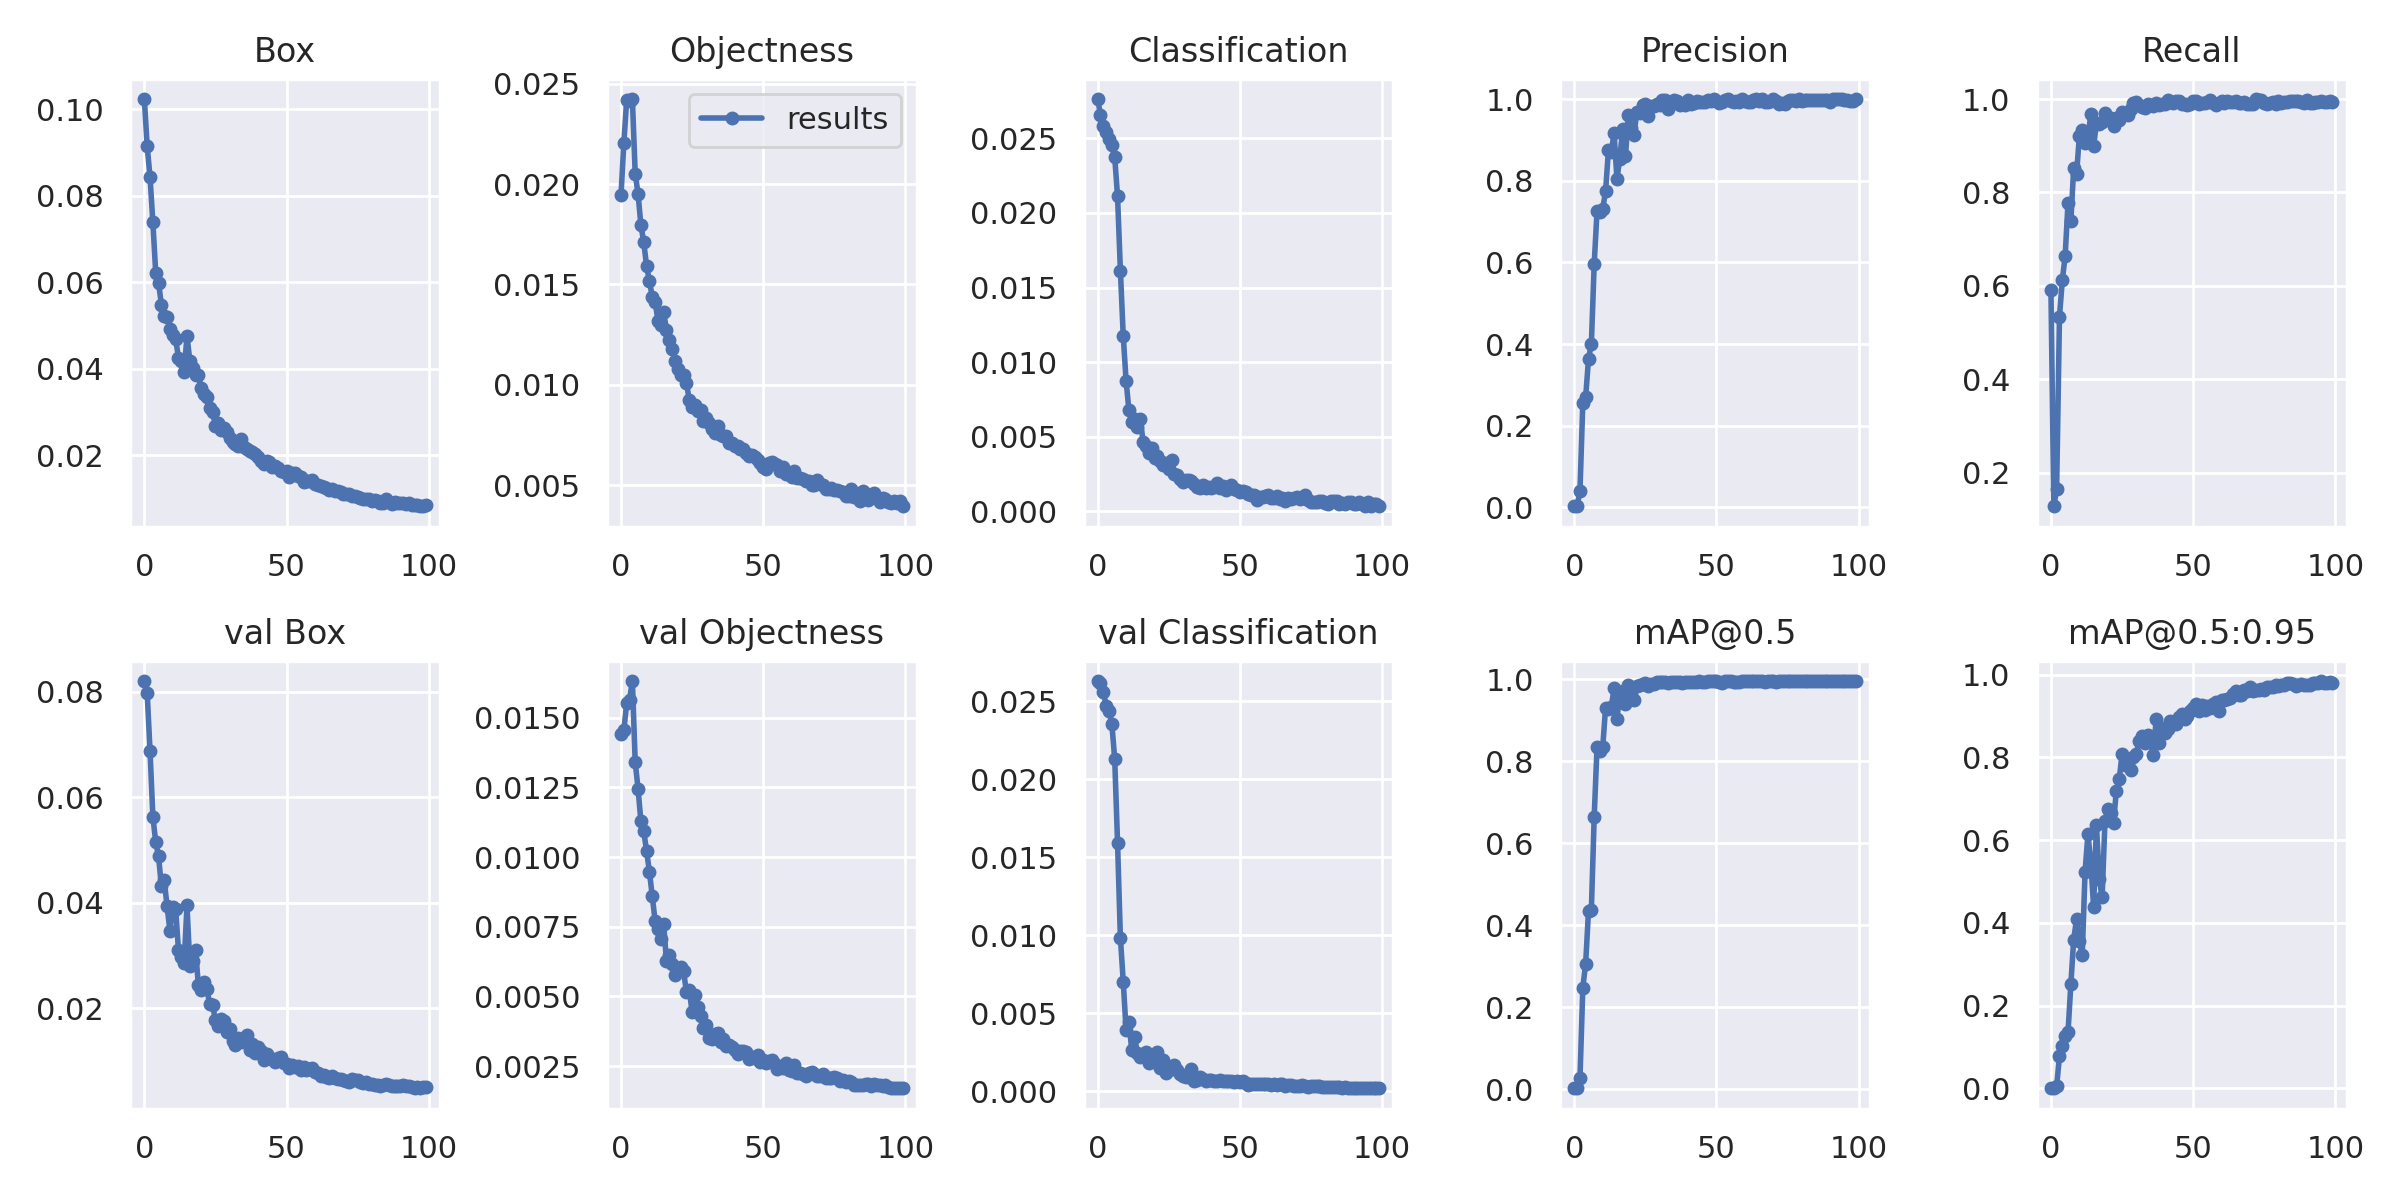 Box
Objectness
Classification
Precision
Recall
0.10
0.08
0.06
0.04
0.02
0 50 100
0.025
0.020
0.015
0.010
0.005
results
0 50 100
0.025
0.020
0.015
0.010
0.005
0.000
0 50 100
1.0
0.8
0.6
0.4
0.2
0.0
0 50 100
1.0
0.8
0.6
0.4
0.2
0 50 100
val Box
val Objectness
val Classification
mAP@0.5
mAP@0.5:0.95
0.08
0.06
0.04
0.02
0 50 100
0.0150
0.0125
0.0100
0.0075
0.0050
0.0025
0 50 100
0.025
0.020
0.015
0.010
0.005
0.000
0 50 100
1.0
0.8
0.6
0.4
0.2
0.0
0 50 100
1.0
0.8
0.6
0.4
0.2
0.0
0 50 100